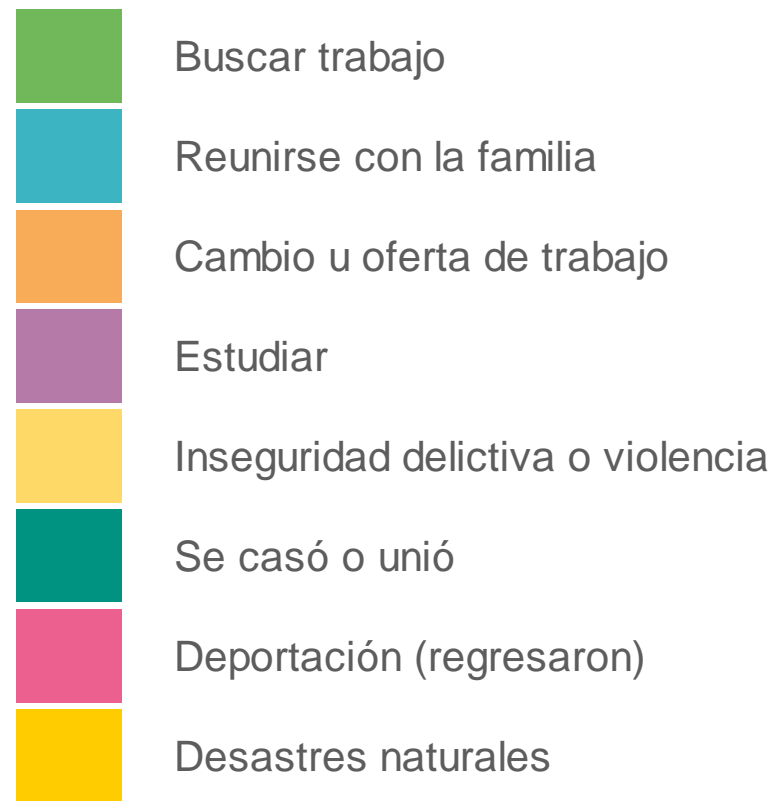 Buscar trabajo
Reunirse con la familia
Cambio u oferta de trabajo
Estudiar
Inseguridad delictiva o violencia
Se casó o unió
Deportación (regresaron)
Desastres naturales